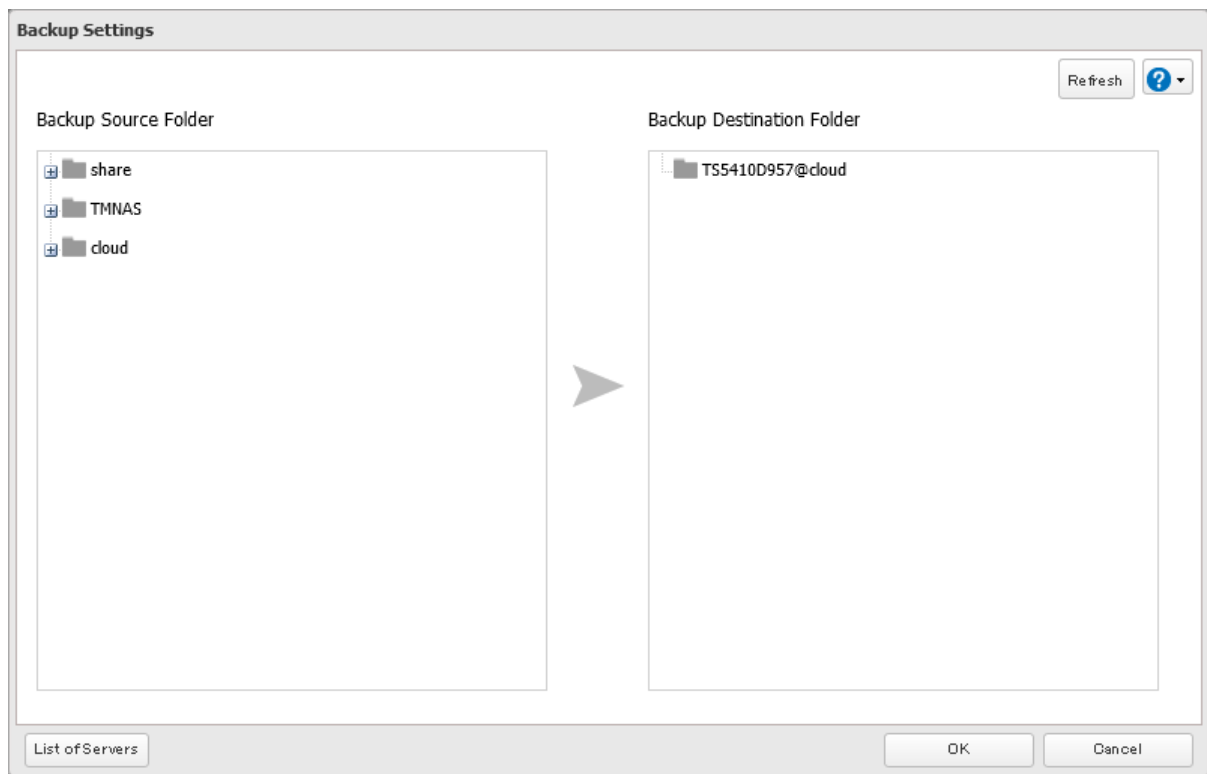 Backup Settings
Refresh
?
Backup Source Folder
Backup Destination Folder
share
TMNAS
cloud
TS5410D957@cloud
List of Servers
OK
Cancel